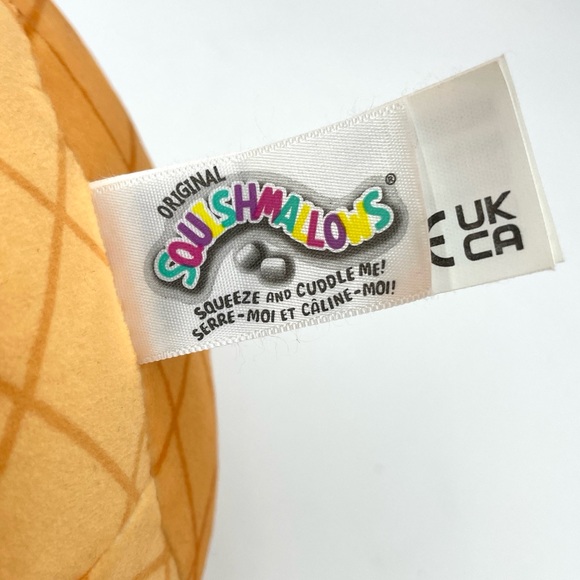 ORIGINAL
SQUISHMALLOWS®
SQUEEZE AND CUDDLE ME!
SERRE-MOI ET CÂLINE-MOI!
UK
CA